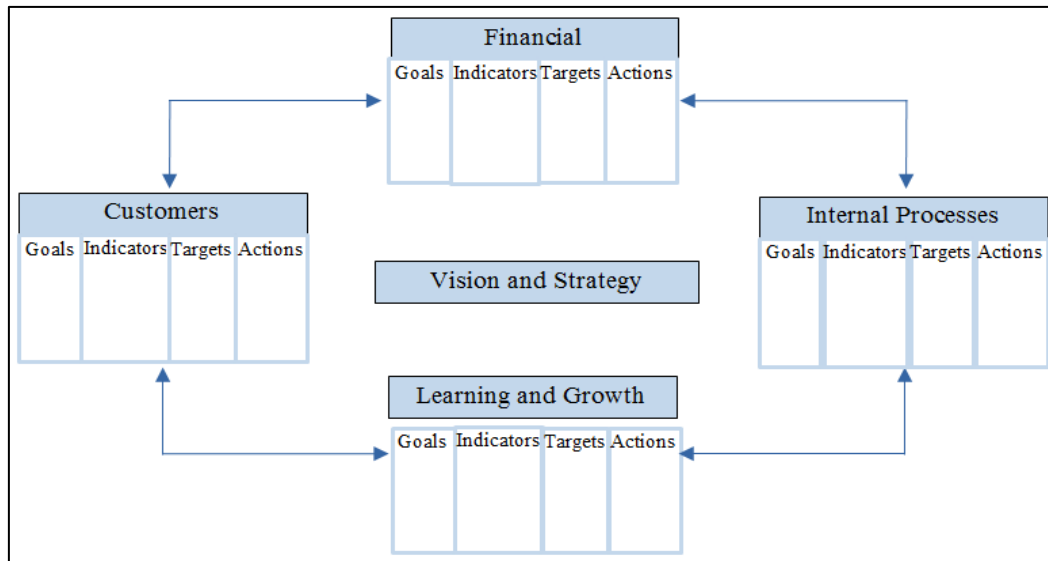 Financial
Goals Indicators Targets Actions
Customers
Goals Indicators Targets Actions
Internal Processes
Goals Indicators Targets Actions
Vision and Strategy
Learning and Growth
Goals Indicators Targets Actions